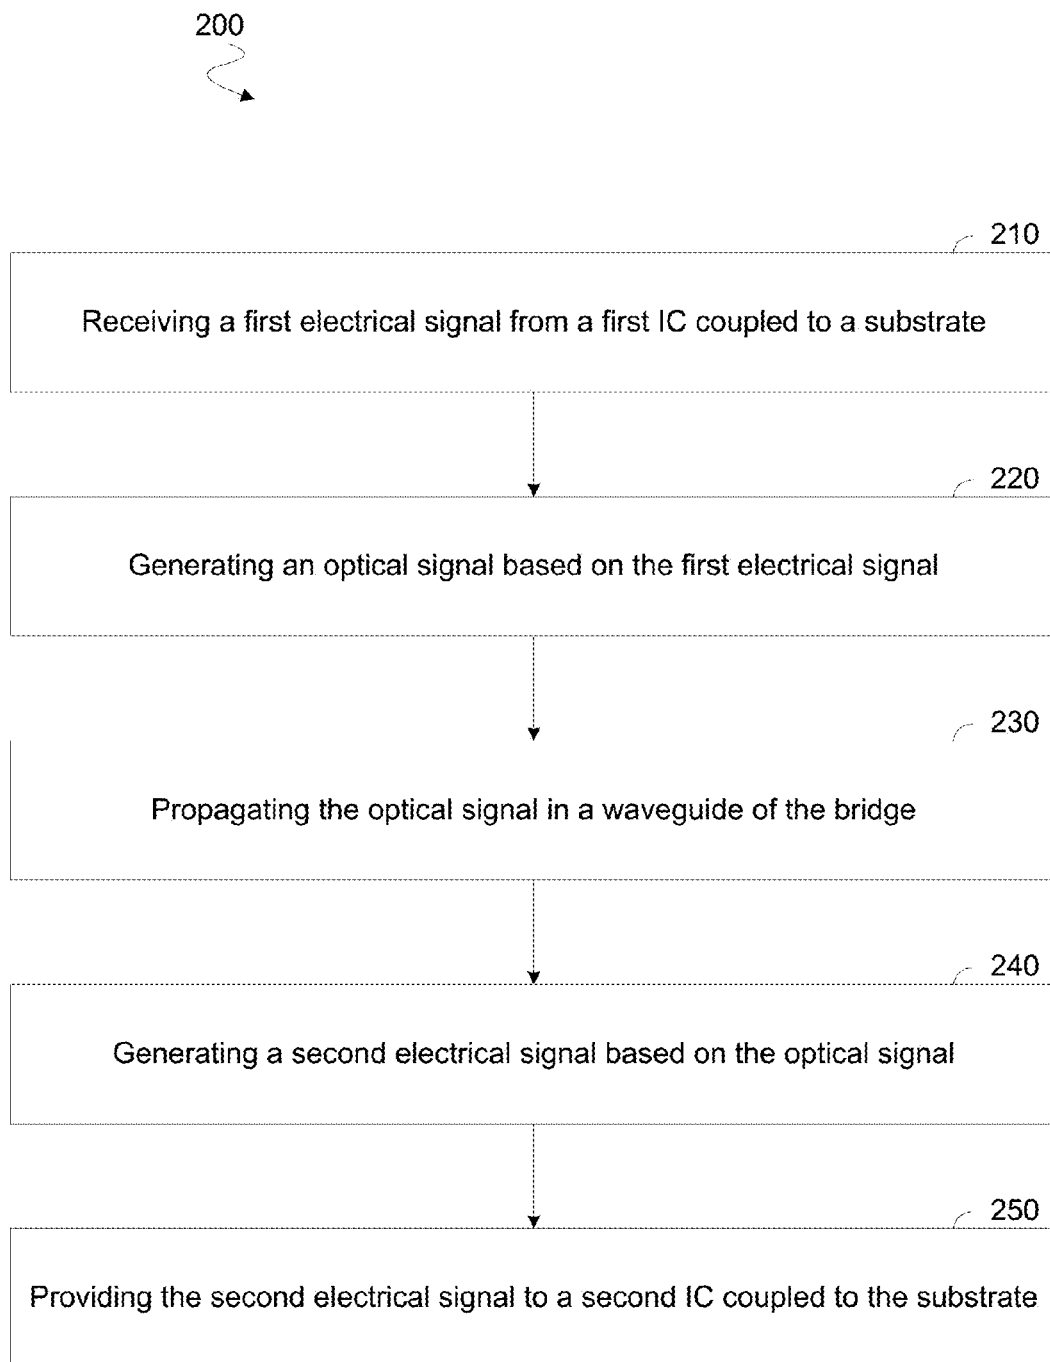 200
210
Receiving a first electrical signal from a first IC coupled to a substrate
220
Generating an optical signal based on the first electrical signal
230
Propagating the optical signal in a waveguide of the bridge
240
Generating a second electrical signal based on the optical signal
250
Providing the second electrical signal to a second IC coupled to the substrate